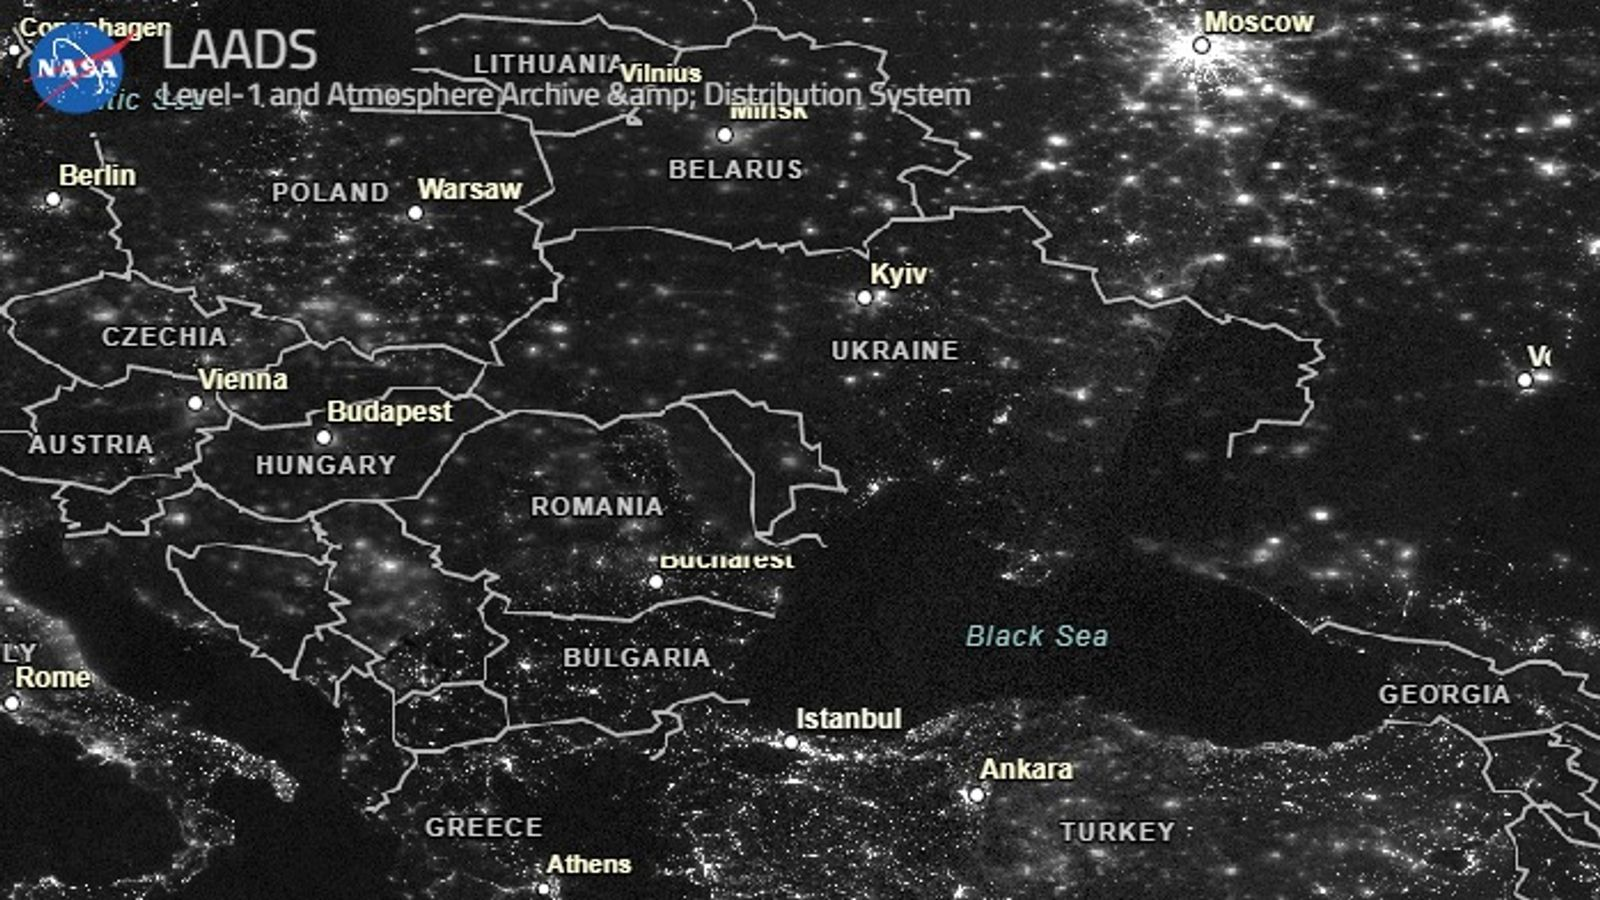 Copenhagen
Moscow
NASA
LAADS
LITHUANIA
Vilnius
Level-1 and Atmosphere Archive &amp; Distribution System
Minsk
BELARUS
Berlin
POLAND
Warsaw
Kyiv
CZECHIA
UKRAINE
Vienna
Budapest
AUSTRIA
HUNGARY
ROMANIA
Bucharest
Black Sea
LY
BULGARIA
Rome
GEORGIA
Istanbul
Ankara
GREECE
TURKEY
Athens